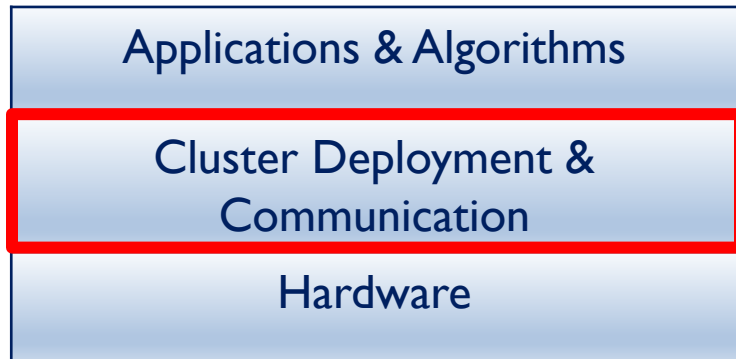 Applications & Algorithms
Cluster Deployment &
Communication
Hardware